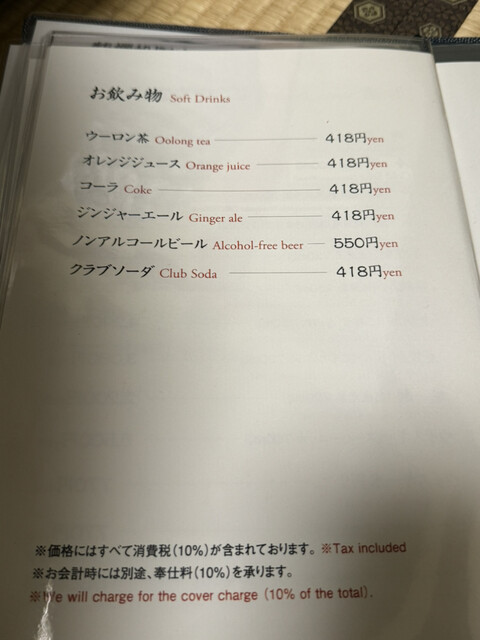 お飲み物 Soft Drinks
ウーロン茶 Oolong tea 418円yen
オレンジジュース Orange juice 418円yen
コーラ Coke 418円yen
ジンジャーエール Ginger ale 418円yen
ノンアルコールビール Alcohol-free beer 550円yen
クラブソーダ Club Soda 418円yen
※価格にはすべて消費税(10%)が含まれております。 ※Tax included
※お会計時には別途、奉仕料(10%)を承ります。
※We will charge for the cover charge (10% of the total).